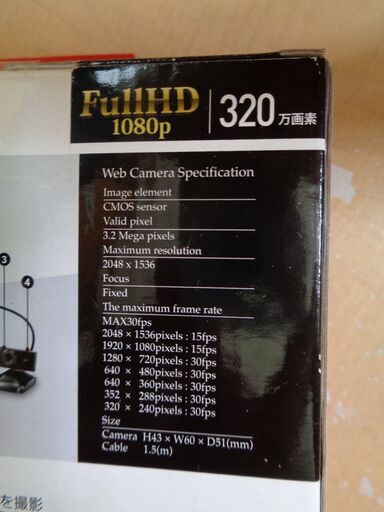 FullHD
1080p
320万画素
Web Camera Specification
Image element
CMOS sensor
Valid pixel
3.2 Mega pixels
Maximum resolution
2048 x 1536
Focus
Fixed
The maximum frame rate
MAX30fps
2048 × 1536pixels : 15fps
1920 × 1080pixels : 15fps
1280 × 720pixels : 30fps
640 × 480pixels : 30fps
640 × 360pixels : 30fps
352 × 288pixels : 30fps
320 × 240pixels : 30fps
Size
Camera H43 × W60 × D51(mm)
Cable 1.5(m)
3
4
を撮影